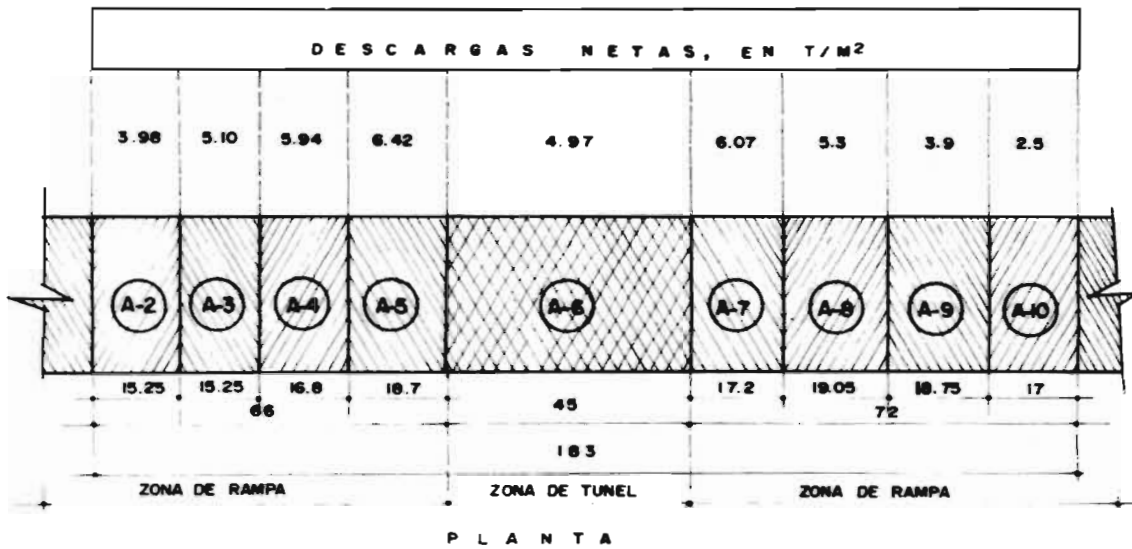 DESCARGAS NETAS, EN T/M²
3.98 5.10 5.94 6.42 4.97 6.07 5.3 3.9 2.5
A-2 A-3 A-4 A-5 A-6 A-7 A-8 A-9 A-10
15.25 15.25 16.8 18.7 17.2 19.05 18.75 17
66 45 72
183
ZONA DE RAMPA ZONA DE TUNEL ZONA DE RAMPA
PLANTA